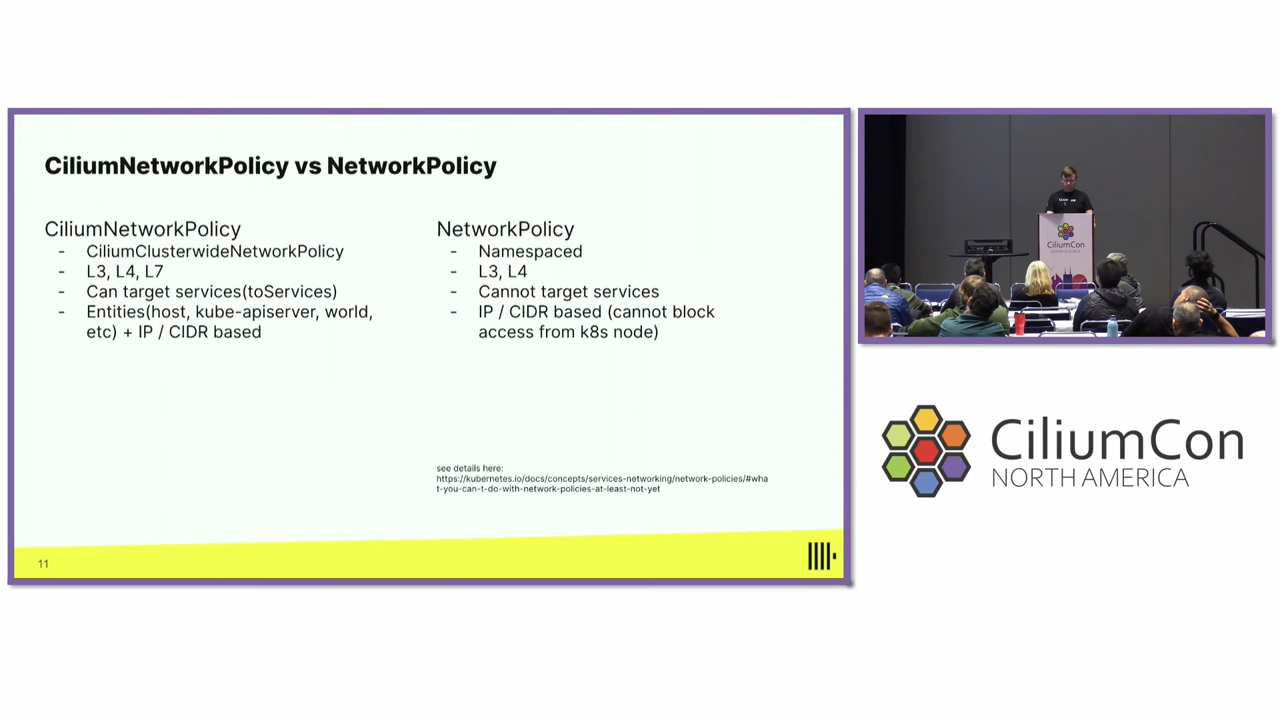 CiliumNetworkPolicy vs NetworkPolicy
CiliumNetworkPolicy
- CiliumClusterwideNetworkPolicy
- L3, L4, L7
- Can target services(toServices)
- Entities(host, kube-apiserver, world,
etc) + IP / CIDR based
NetworkPolicy
- Namespaced
- L3, L4
- Cannot target services
- IP / CIDR based (cannot block
access from k8s node)
see details here:
https://kubernetes.io/docs/concepts/services-networking/network-policies/#wha
t-you-can-t-do-with-network-policies-at-least-not-yet
11
CiliumCon
CiliumCon
NORTH AMERICA